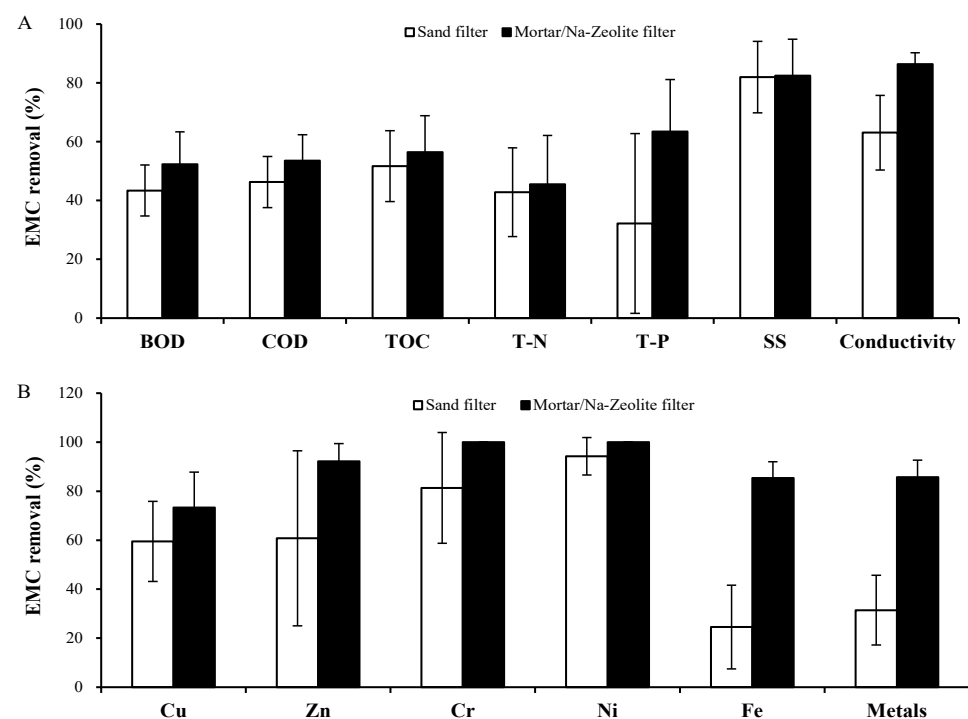 A
Sand filter Mortar/Na-Zeolite filter
EMC removal (%)
100
80
60
40
20
0
BOD COD TOC T-N T-P SS Conductivity
B
Sand filter Mortar/Na-Zeolite filter
EMC removal (%)
120
100
80
60
40
20
0
Cu Zn Cr Ni Fe Metals